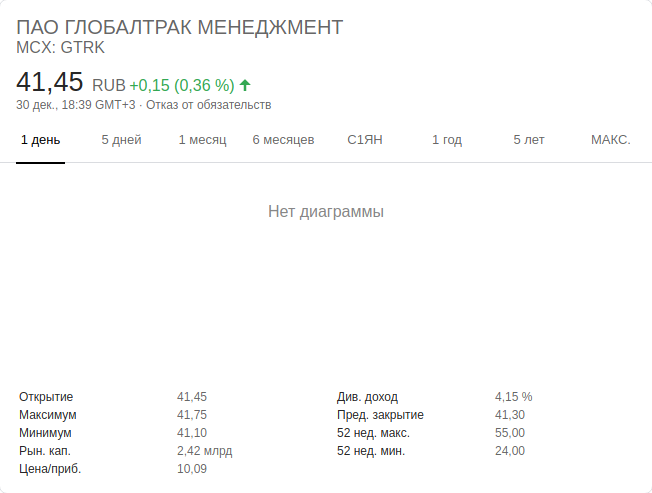 ПАО ГЛОБАЛТРАК МЕНЕДЖМЕНТ
MCX: GTRK
41,45 RUB +0,15 (0,36 %)
30 дек., 18:39 GMT+3 · Отказ от обязательств
1 день 5 дней 1 месяц 6 месяцев С1ЯН 1 год 5 лет МАКС.
Нет диаграммы
Открытие 41,45 Див. доход 4,15 %
Максимум 41,75 Пред. закрытие 41,30
Минимум 41,10 52 нед. макс. 55,00
Рын. кап. 2,42 млрд 52 нед. мин. 24,00
Цена/приб. 10,09